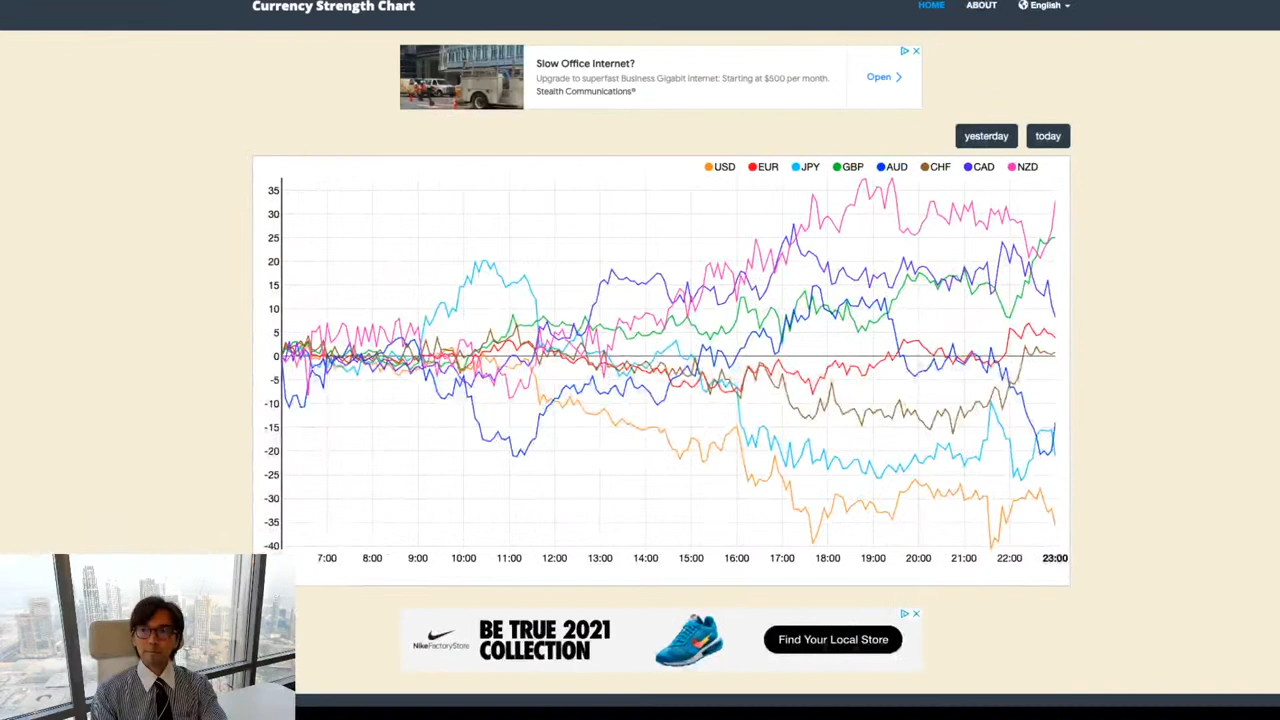 Currency Strength Chart
HOME ABOUT English
Slow Office Internet?
Upgrade to superfast Business Gigabit Internet: Starting at $500 per month.
Stealth Communications®
Open
yesterday today
USD EUR JPY GBP AUD CHF CAD NZD
35
30
25
20
15
10
5
0
-5
-10
-15
-20
-25
-30
-35
-40
7:00 8:00 9:00 10:00 11:00 12:00 13:00 14:00 15:00 16:00 17:00 18:00 19:00 20:00 21:00 22:00 23:00
NikeFactoryStore
BE TRUE 2021
COLLECTION
Find Your Local Store